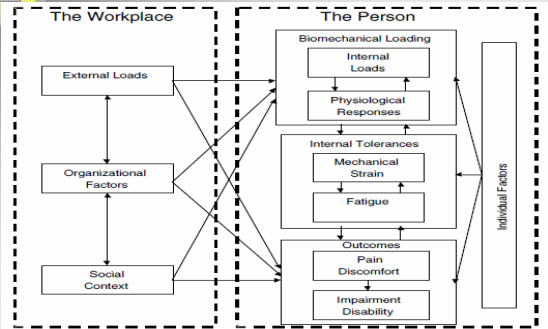 The Workplace
The Person
External Loads
Organizational
Factors
Social
Context
Biomechanical Loading
Internal
Loads
Physiological
Responses
Internal Tolerances
Mechanical
Strain
Fatigue
Outcomes
Pain
Discomfort
Impairment
Disability
Individual Factors